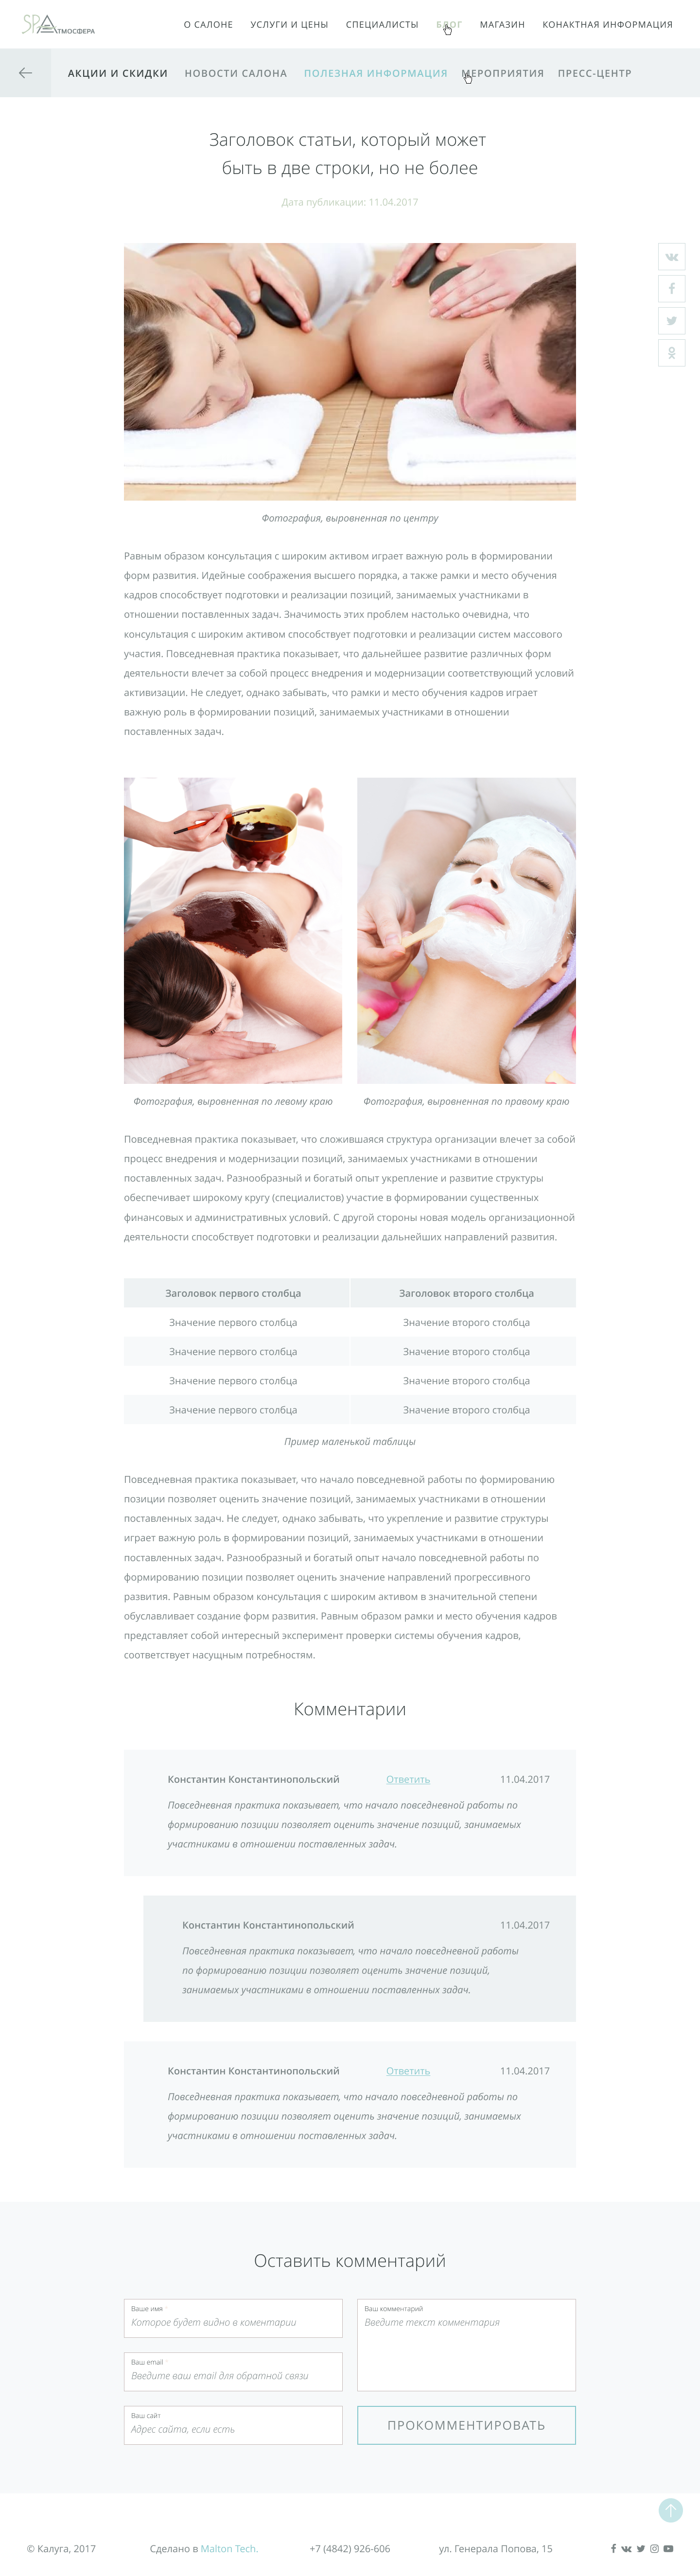 SPA
ТМОСФЕРА
О САЛОНЕ УСЛУГИ И ЦЕНЫ СПЕЦИАЛИСТЫ БЛОГ МАГАЗИН КОНАКТНАЯ ИНФОРМАЦИЯ
АКЦИИ И СКИДКИ НОВОСТИ САЛОНА ПОЛЕЗНАЯ ИНФОРМАЦИЯ МЕРОПРИЯТИЯ ПРЕСС-ЦЕНТР
Заголовок статьи, который может
быть в две строки, но не более
Дата публикации: 11.04.2017
Фотография, выровненная по центру
Равным образом консультация с широким активом играет важную роль в формировании
форм развития. Идейные соображения высшего порядка, а также рамки и место обучения
кадров способствует подготовки и реализации позиций, занимаемых участниками в
отношении поставленных задач. Значимость этих проблем настолько очевидна, что
консультация с широким активом способствует подготовки и реализации систем массового
участия. Повседневная практика показывает, что дальнейшее развитие различных форм
деятельности влечет за собой процесс внедрения и модернизации соответствующий условий
активизации. Не следует, однако забывать, что рамки и место обучения кадров играет
важную роль в формировании позиций, занимаемых участниками в отношении
поставленных задач.
Фотография, выровненная по левому краю
Фотография, выровненная по правому краю
Повседневная практика показывает, что сложившаяся структура организации влечет за собой
процесс внедрения и модернизации позиций, занимаемых участниками в отношении
поставленных задач. Разнообразный и богатый опыт укрепление и развитие структуры
обеспечивает широкому кругу (специалистов) участие в формировании существенных
финансовых и административных условий. С другой стороны новая модель организационной
деятельности способствует подготовки и реализации дальнейших направлений развития.
Заголовок первого столбца Заголовок второго столбца
Значение первого столбца Значение второго столбца
Значение первого столбца Значение второго столбца
Значение первого столбца Значение второго столбца
Значение первого столбца Значение второго столбца
Пример маленькой таблицы
Повседневная практика показывает, что начало повседневной работы по формированию
позиции позволяет оценить значение позиций, занимаемых участниками в отношении
поставленных задач. Не следует, однако забывать, что укрепление и развитие структуры
играет важную роль в формировании позиций, занимаемых участниками в отношении
поставленных задач. Разнообразный и богатый опыт начало повседневной работы по
формированию позиции позволяет оценить значение направлений прогрессивного
развития. Равным образом консультация с широким активом в значительной степени
обуславливает создание форм развития. Равным образом рамки и место обучения кадров
представляет собой интересный эксперимент проверки системы обучения кадров,
соответствует насущным потребностям.
Комментарии
Константин Константинопольский Ответить 11.04.2017
Повседневная практика показывает, что начало повседневной работы по
формированию позиции позволяет оценить значение позиций, занимаемых
участниками в отношении поставленных задач.
Константин Константинопольский 11.04.2017
Повседневная практика показывает, что начало повседневной работы
по формированию позиции позволяет оценить значение позиций,
занимаемых участниками в отношении поставленных задач.
Константин Константинопольский Ответить 11.04.2017
Повседневная практика показывает, что начало повседневной работы по
формированию позиции позволяет оценить значение позиций, занимаемых
участниками в отношении поставленных задач.
Оставить комментарий
Ваше имя
Которое будет видно в коментарии
Ваш email
Введите ваш email для обратной связи
Ваш сайт
Адрес сайта, если есть
Ваш комментарий
Введите текст комментария
ПРОКОММЕНТИРОВАТЬ
© Калуга, 2017 Сделано в Malton Tech. +7 (4842) 926-606 ул. Генерала Попова, 15